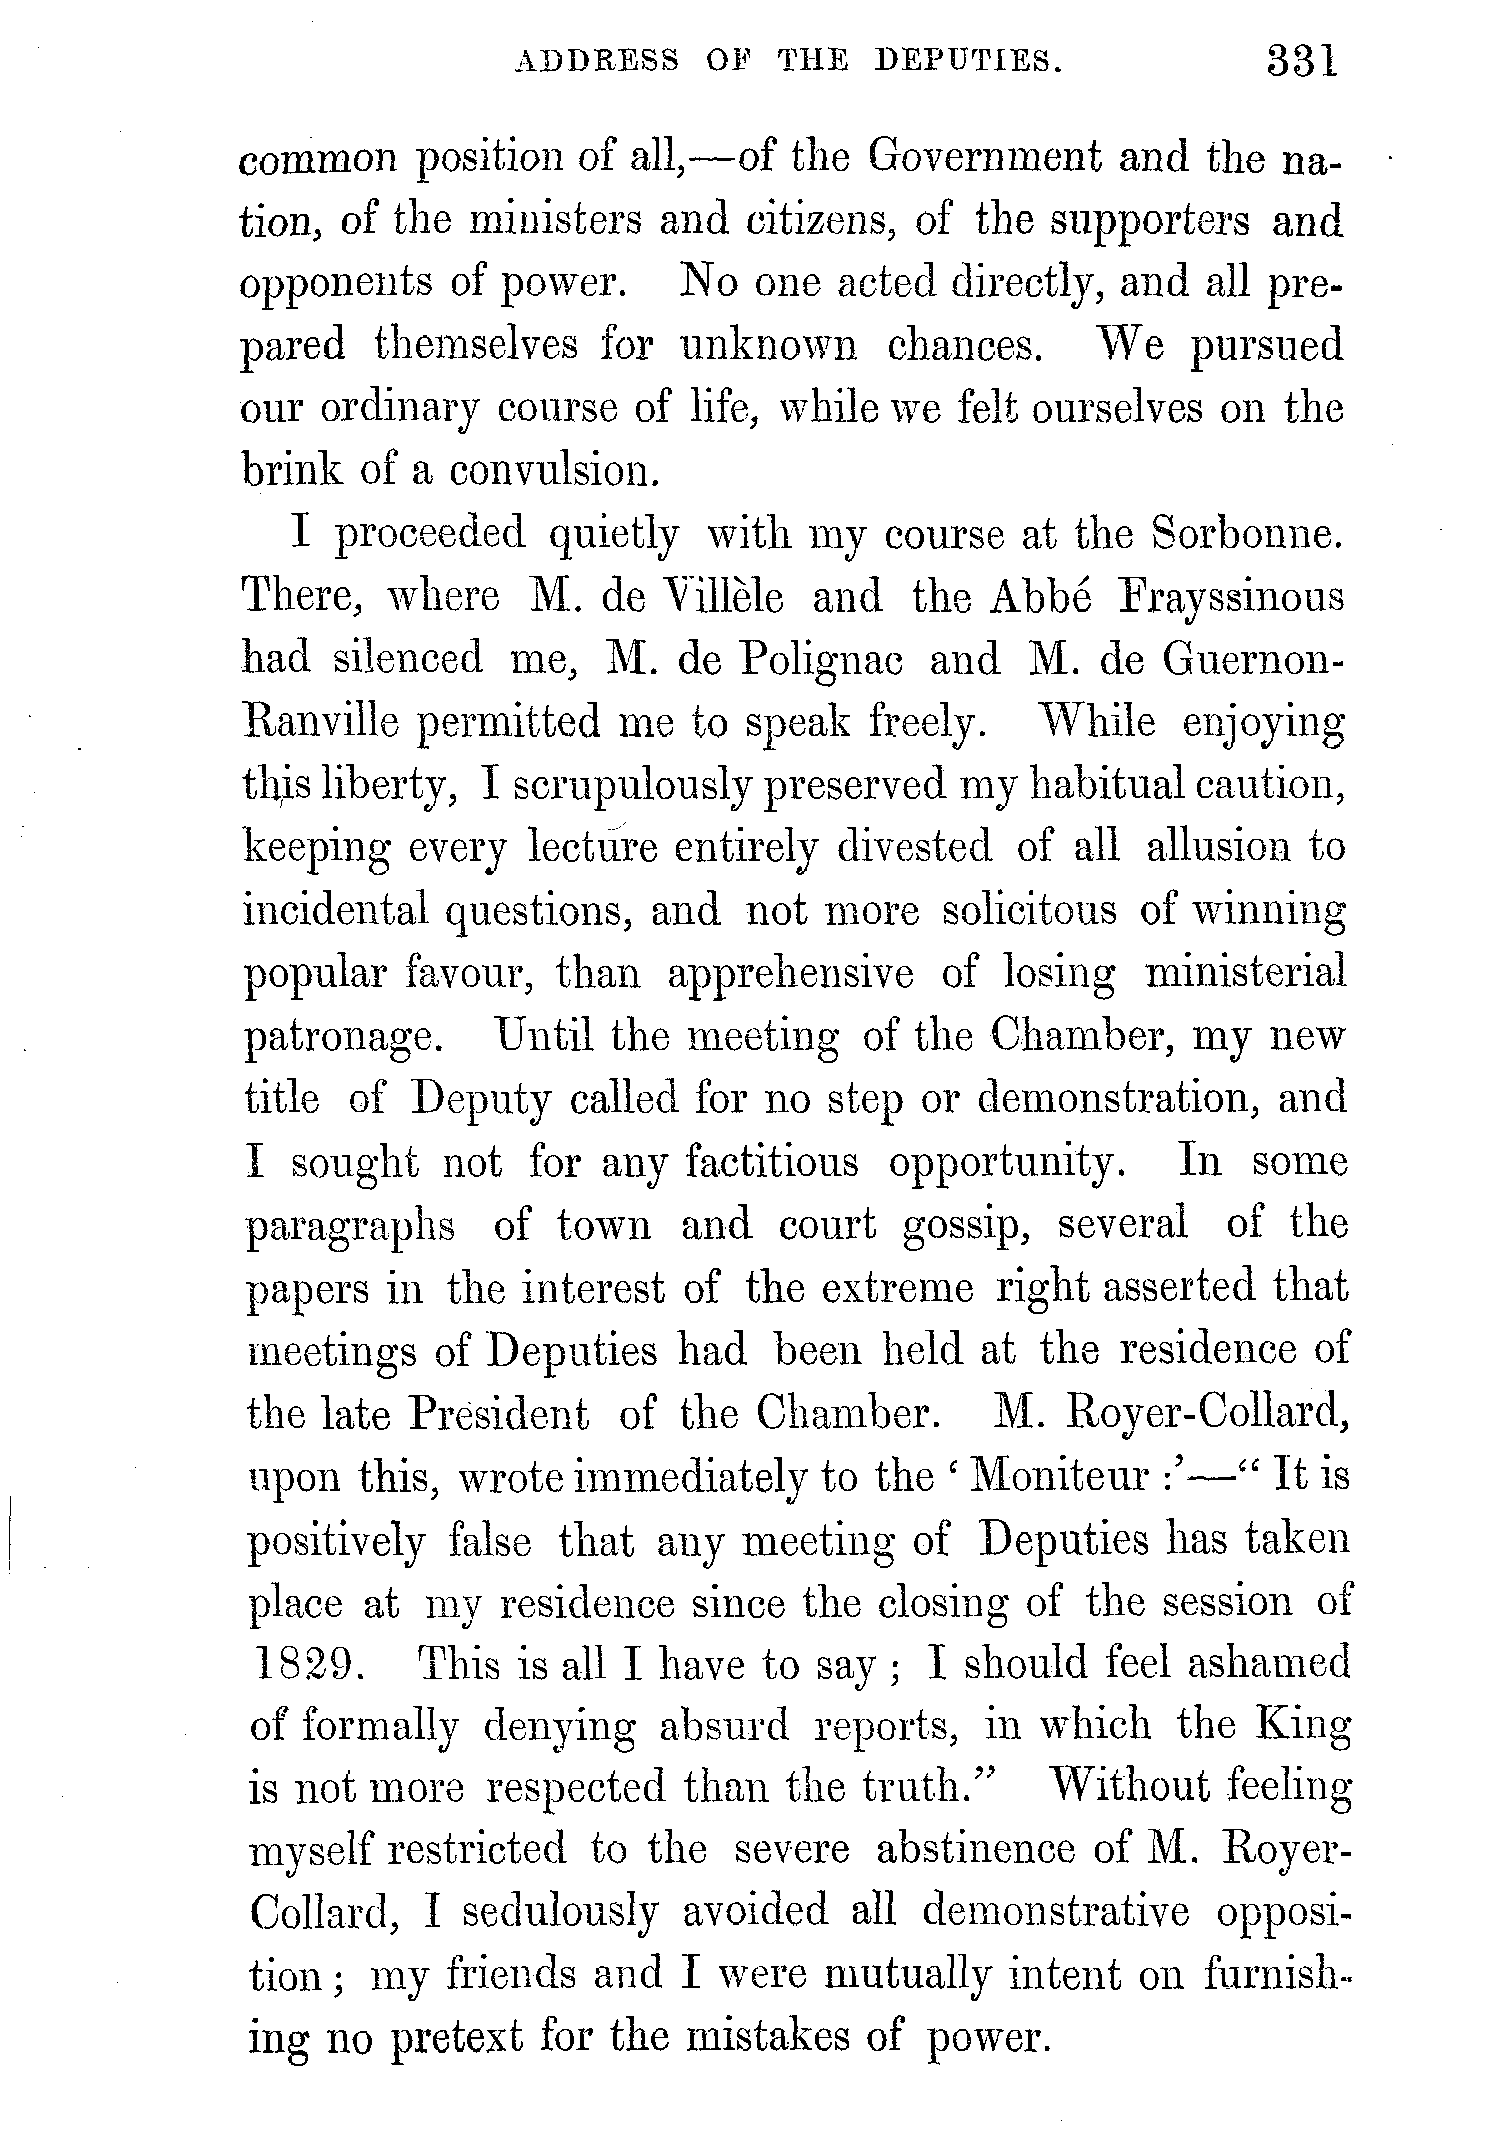 ADDRESS OF THE DEPUTIES. 331
common position of all,—of the Government and the na-
tion, of the ministers and citizens, of the supporters and
opponents of power. No one acted directly, and all pre-
pared themselves for unknown chances. We pursued
our ordinary course of life, while we felt ourselves on the
brink of a convulsion.
I proceeded quietly with my course at the Sorbonne.
There, where M. de Villèle and the Abbé Frayssinous
had silenced me, M. de Polignac and M. de Guernon-
Ranville permitted me to speak freely. While enjoying
this liberty, I scrupulously preserved my habitual caution,
keeping every lecture entirely divested of all allusion to
incidental questions, and not more solicitous of winning
popular favour, than apprehensive of losing ministerial
patronage. Until the meeting of the Chamber, my new
title of Deputy called for no step or demonstration, and
I sought not for any factitious opportunity. In some
paragraphs of town and court gossip, several of the
papers in the interest of the extreme right asserted that
meetings of Deputies had been held at the residence of
the late President of the Chamber. M. Royer-Collard,
upon this, wrote immediately to the ‘ Moniteur :’—“ It is
positively false that any meeting of Deputies has taken
place at my residence since the closing of the session of
1829. This is all I have to say ; I should feel ashamed
of formally denying absurd reports, in which the King
is not more respected than the truth.” Without feeling
myself restricted to the severe abstinence of M. Royer-
Collard, I sedulously avoided all demonstrative opposi-
tion ; my friends and I were mutually intent on furnish-
ing no pretext for the mistakes of power.